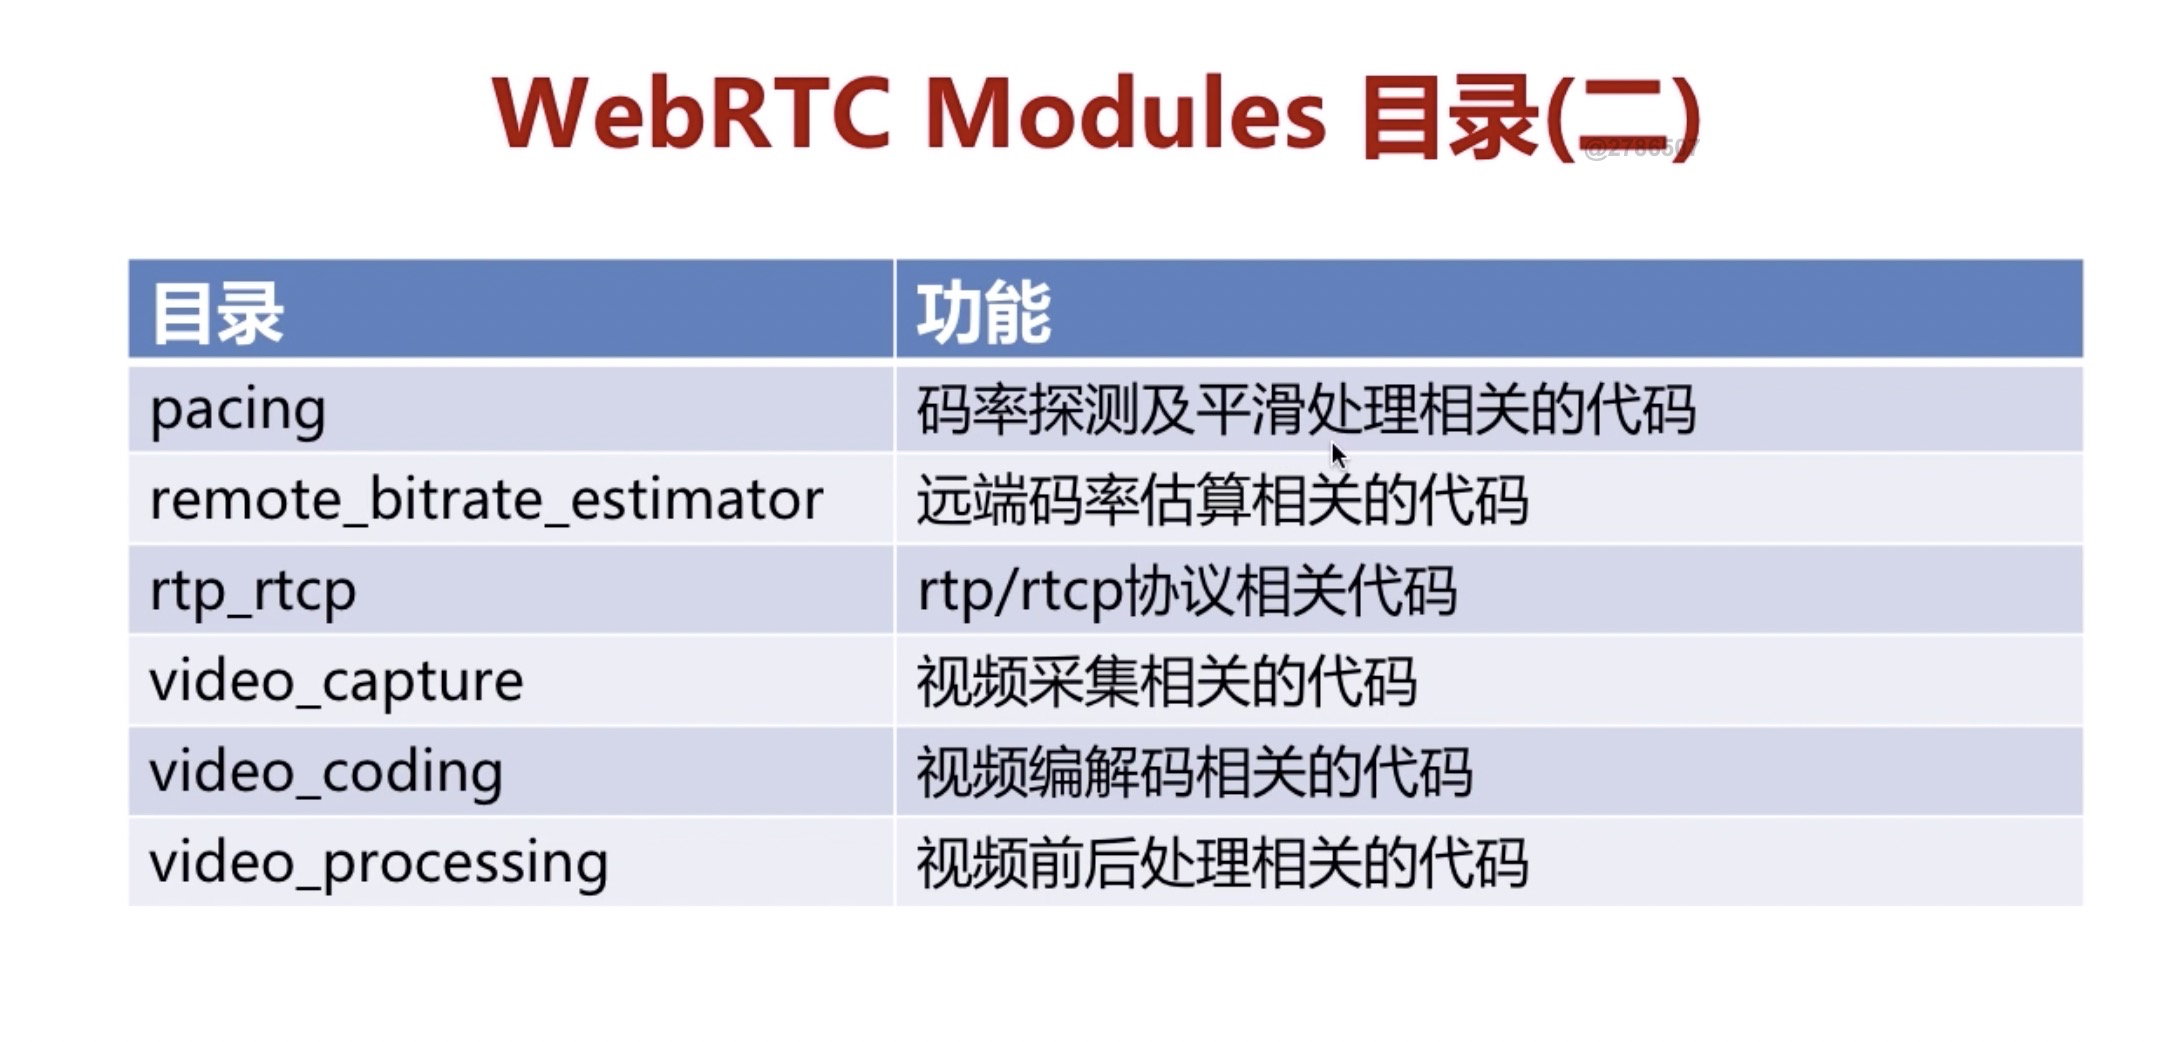 WebRTC Modules 目录(二)
@2786507
目录 功能
pacing 码率探测及平滑处理相关的代码
remote_bitrate_estimator 远端码率估算相关的代码
rtp_rtcp rtp/rtcp协议相关代码
video_capture 视频采集相关的代码
video_coding 视频编解码相关的代码
video_processing 视频前后处理相关的代码